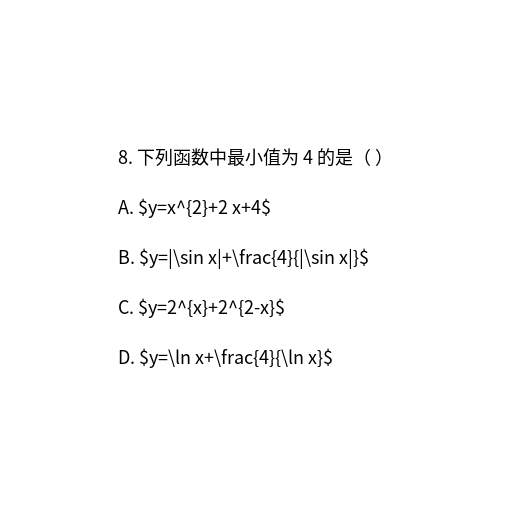 8. 下列函数中最小值为 4 的是（ ）
A. $y=x^{2}+2 x+4$
B. $y=|\sin x|+\frac{4}{|\sin x|}$
C. $y=2^{x}+2^{2-x}$
D. $y=\ln x+\frac{4}{\ln x}$